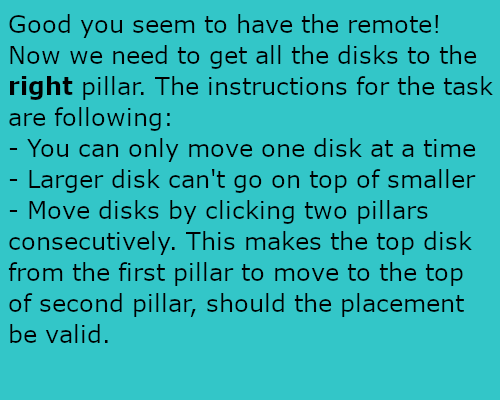 Good you seem to have the remote!
Now we need to get all the disks to the
right pillar. The instructions for the task
are following:
- You can only move one disk at a time
- Larger disk can't go on top of smaller
- Move disks by clicking two pillars
consecutively. This makes the top disk
from the first pillar to move to the top
of second pillar, should the placement
be valid.